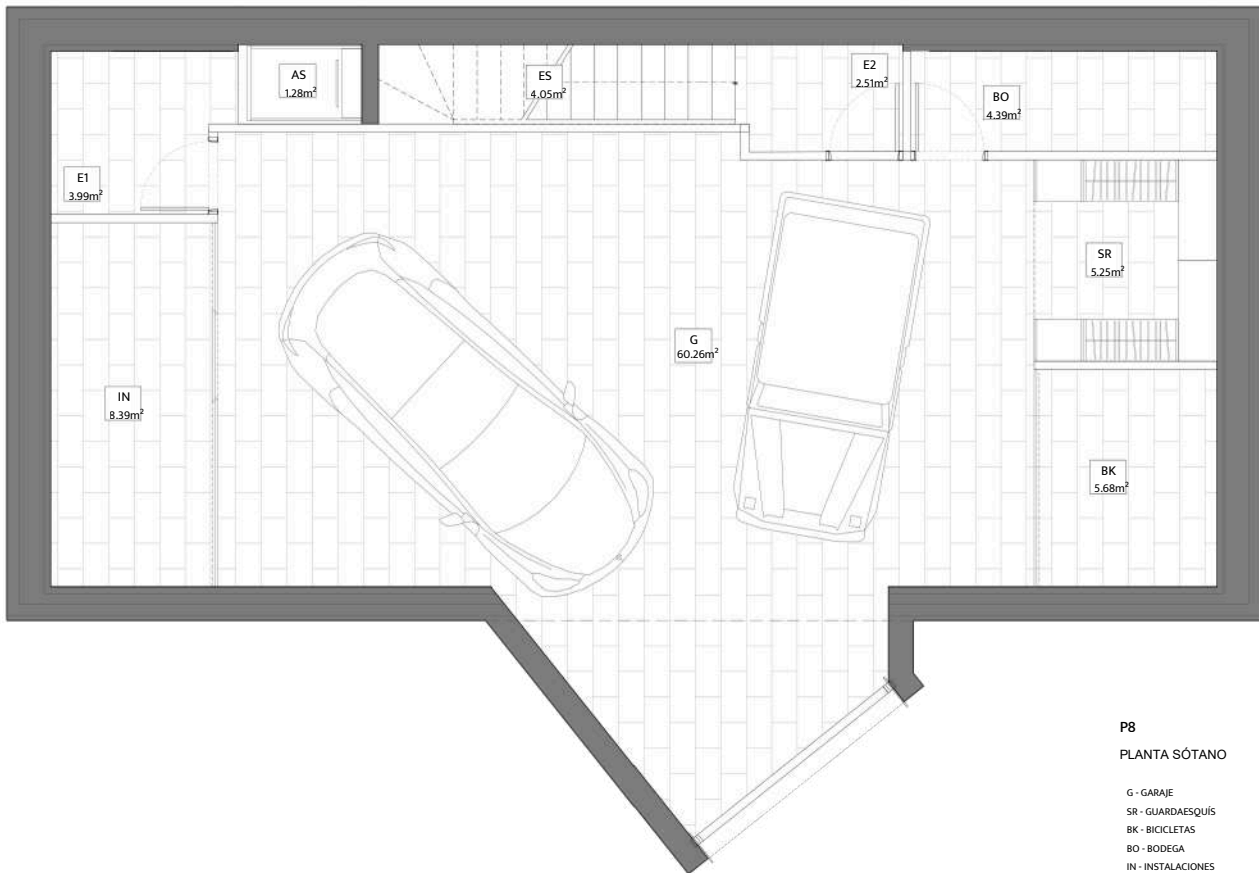 AS
1.28m²
ES
4.05m²
E2
2.51m²
BO
4.39m²
E1
3.99m²
SR
5.25m²
G
60.26m²
IN
8.39m²
BK
5.68m²
P8
PLANTA SÓTANO
G - GARAJE
SR - GUARDAESQUÍS
BK - BICICLETAS
BO - BODEGA
IN - INSTALACIONES